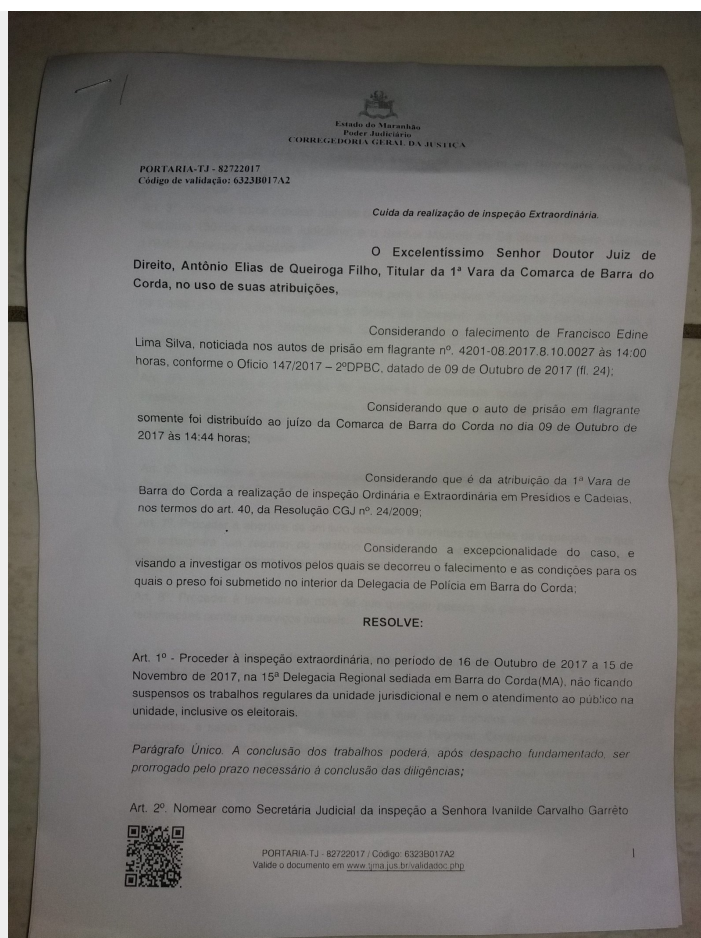 Estado do Maranhão
Poder Judiciário
CORREGEDORIA GERAL DA JUSTIÇA
PORTARIA-TJ - 82722017
Código de validação: 6323B017A2
Cuida da realização de inspeção Extraordinária.
O Excelentíssimo Senhor Doutor Juiz de
Direito, Antônio Elias de Queiroga Filho, Titular da 1ª Vara da Comarca de Barra do
Corda, no uso de suas atribuições,
Considerando o falecimento de Francisco Edine
Lima Silva, noticiada nos autos de prisão em flagrante nº. 4201-08.2017.8.10.0027 às 14:00
horas, conforme o Oficio 147/2017 – 2ºDPBC, datado de 09 de Outubro de 2017 (fl. 24);
Considerando que o auto de prisão em flagrante
somente foi distribuído ao juízo da Comarca de Barra do Corda no dia 09 de Outubro de
2017 às 14:44 horas;
Considerando que é da atribuição da 1ª Vara de
Barra do Corda a realização de inspeção Ordinária e Extraordinária em Presídios e Cadeias,
nos termos do art. 40, da Resolução CGJ nº. 24/2009;
Considerando a excepcionalidade do caso, e
visando a investigar os motivos pelos quais se decorreu o falecimento e as condições para os
quais o preso foi submetido no interior da Delegacia de Polícia em Barra do Corda;
RESOLVE:
Art. 1º - Proceder à inspeção extraordinária, no período de 16 de Outubro de 2017 a 15 de
Novembro de 2017, na 15ª Delegacia Regional sediada em Barra do Corda(MA), não ficando
suspensos os trabalhos regulares da unidade jurisdicional e nem o atendimento ao público na
unidade, inclusive os eleitorais.
Parágrafo Único. A conclusão dos trabalhos poderá, após despacho fundamentado, ser
prorrogado pelo prazo necessário à conclusão das diligências;
Art. 2º. Nomear como Secretária Judicial da inspeção a Senhora Ivanilde Carvalho Garrêto
PORTARIA-TJ - 82722017 / Código: 6323B017A2
Valide o documento em www.tjma.jus.br/validadoc.php
1